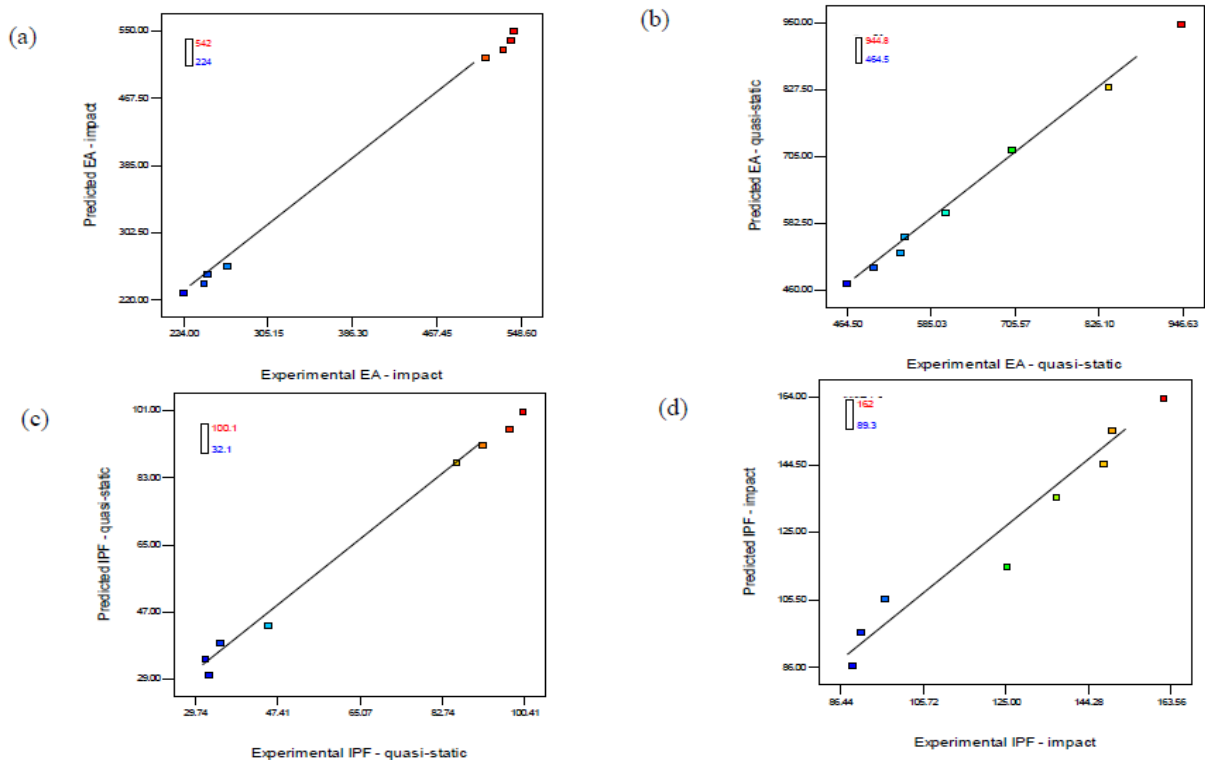 (a)
550.00
467.50
385.00
302.50
220.00
Predicted EA - impact
542
224
224.00 305.15 386.30 467.45 548.60
Experimental EA - impact
(b)
950.00
827.50
705.00
582.50
460.00
Predicted EA - quasi-static
944.8
464.5
464.50 585.03 705.57 826.10 946.63
Experimental EA - quasi-static
(c)
101.00
83.00
65.00
47.00
29.00
Predicted IPF - quasi-static
100.1
32.1
29.74 47.41 65.07 82.74 100.41
Experimental IPF - quasi-static
(d)
164.00
144.50
125.00
105.50
86.00
Predicted IPF - impact
162
89.3
86.44 105.72 125.00 144.28 163.56
Experimental IPF - impact